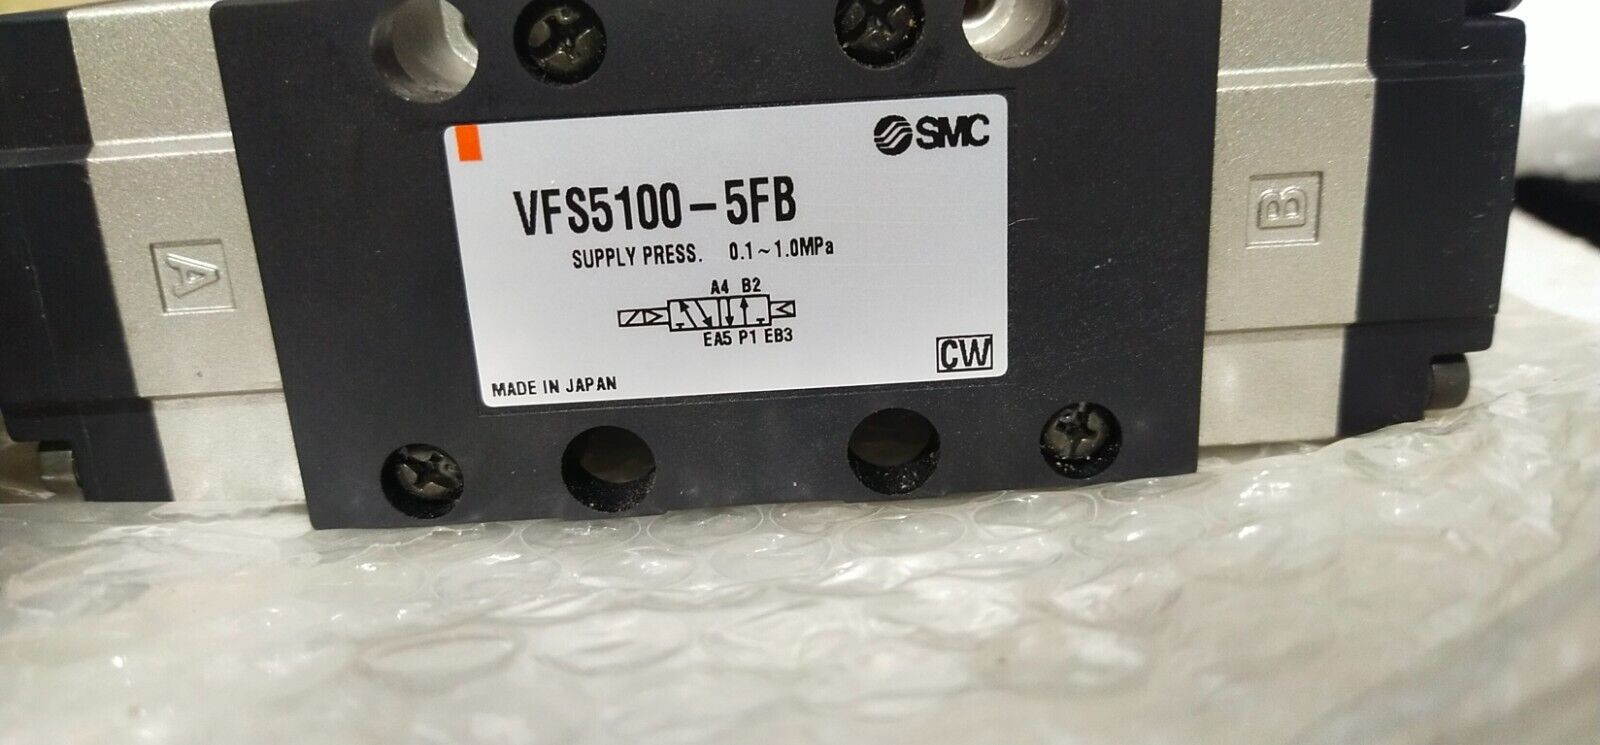 SMC
VFS5100-5FB
SUPPLY PRESS. 0.1~1.0MPa
A4 B2
EA5 P1 EB3
CW
MADE IN JAPAN
A
B